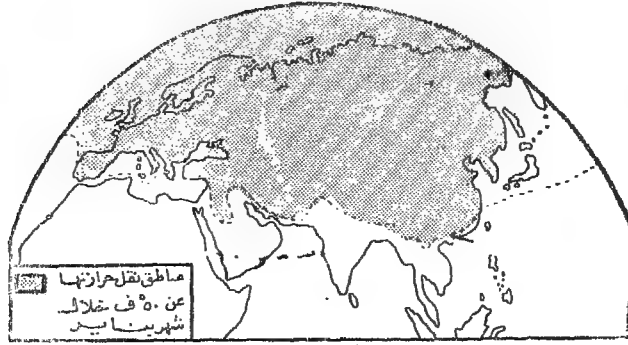 مناطق تقل حرارتها
عن ٥٠° ف خلال
شهر يناير